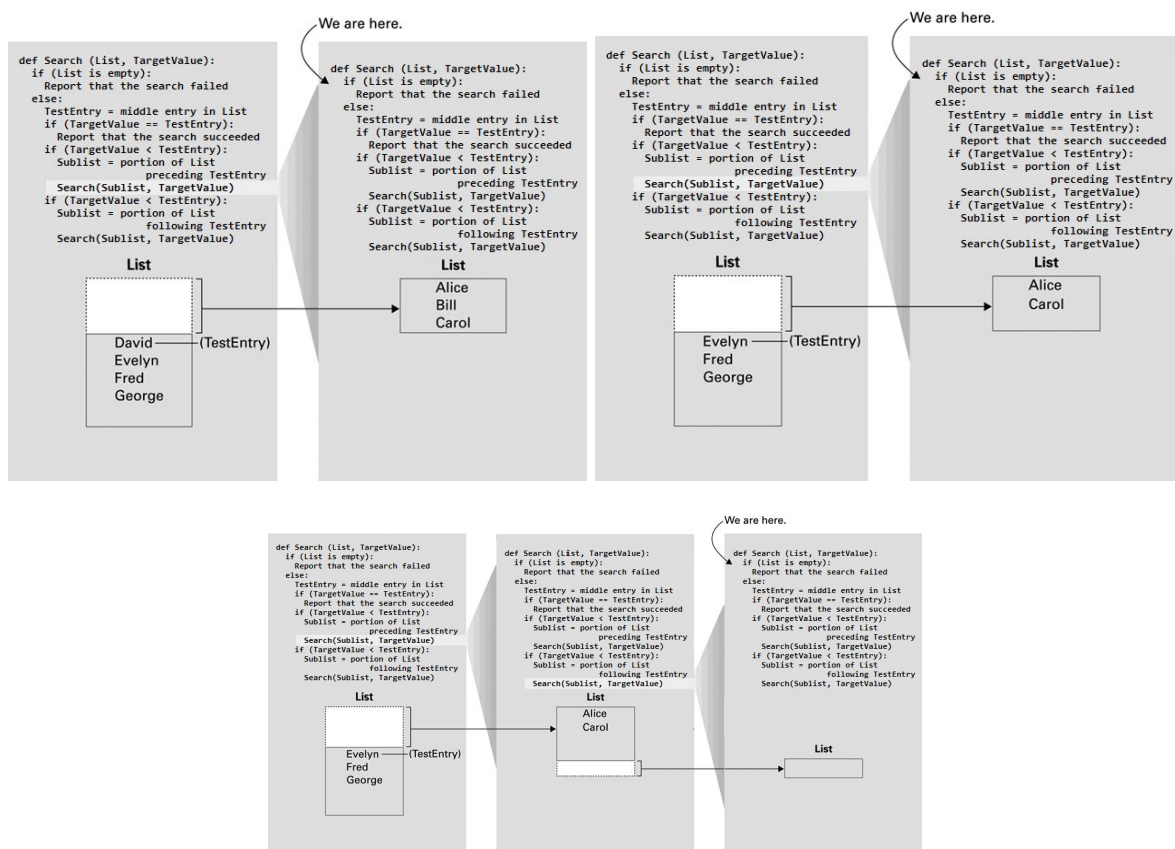 We are here.
def Search (List, TargetValue):
if (List is empty):
Report that the search failed
else:
TestEntry = middle entry in List
if (TargetValue == TestEntry):
Report that the search succeeded
if (TargetValue < TestEntry):
Sublist = portion of List
preceding TestEntry
Search(Sublist, TargetValue)
if (TargetValue < TestEntry):
Sublist = portion of List
following TestEntry
Search(Sublist, TargetValue)
List
David (TestEntry)
Evelyn
Fred
George
def Search (List, TargetValue):
if (List is empty):
Report that the search failed
else:
TestEntry = middle entry in List
if (TargetValue == TestEntry):
Report that the search succeeded
if (TargetValue < TestEntry):
Sublist = portion of List
preceding TestEntry
Search(Sublist, TargetValue)
if (TargetValue < TestEntry):
Sublist = portion of List
following TestEntry
Search(Sublist, TargetValue)
List
Alice
Bill
Carol
We are here.
def Search (List, TargetValue):
if (List is empty):
Report that the search failed
else:
TestEntry = middle entry in List
if (TargetValue == TestEntry):
Report that the search succeeded
if (TargetValue < TestEntry):
Sublist = portion of List
preceding TestEntry
Search(Sublist, TargetValue)
if (TargetValue < TestEntry):
Sublist = portion of List
following TestEntry
Search(Sublist, TargetValue)
List
Evelyn (TestEntry)
Fred
George
def Search (List, TargetValue):
if (List is empty):
Report that the search failed
else:
TestEntry = middle entry in List
if (TargetValue == TestEntry):
Report that the search succeeded
if (TargetValue < TestEntry):
Sublist = portion of List
preceding TestEntry
Search(Sublist, TargetValue)
if (TargetValue < TestEntry):
Sublist = portion of List
following TestEntry
Search(Sublist, TargetValue)
List
Alice
Carol
We are here.
def Search (List, TargetValue):
if (List is empty):
Report that the search failed
else:
TestEntry = middle entry in List
if (TargetValue == TestEntry):
Report that the search succeeded
if (TargetValue < TestEntry):
Sublist = portion of List
preceding TestEntry
Search(Sublist, TargetValue)
if (TargetValue < TestEntry):
Sublist = portion of List
following TestEntry
Search(Sublist, TargetValue)
List
Evelyn (TestEntry)
Fred
George
def Search (List, TargetValue):
if (List is empty):
Report that the search failed
else:
TestEntry = middle entry in List
if (TargetValue == TestEntry):
Report that the search succeeded
if (TargetValue < TestEntry):
Sublist = portion of List
preceding TestEntry
Search(Sublist, TargetValue)
if (TargetValue < TestEntry):
Sublist = portion of List
following TestEntry
Search(Sublist, TargetValue)
List
Alice
Carol
def Search (List, TargetValue):
if (List is empty):
Report that the search failed
else:
TestEntry = middle entry in List
if (TargetValue == TestEntry):
Report that the search succeeded
if (TargetValue < TestEntry):
Sublist = portion of List
preceding TestEntry
Search(Sublist, TargetValue)
if (TargetValue < TestEntry):
Sublist = portion of List
following TestEntry
Search(Sublist, TargetValue)
List